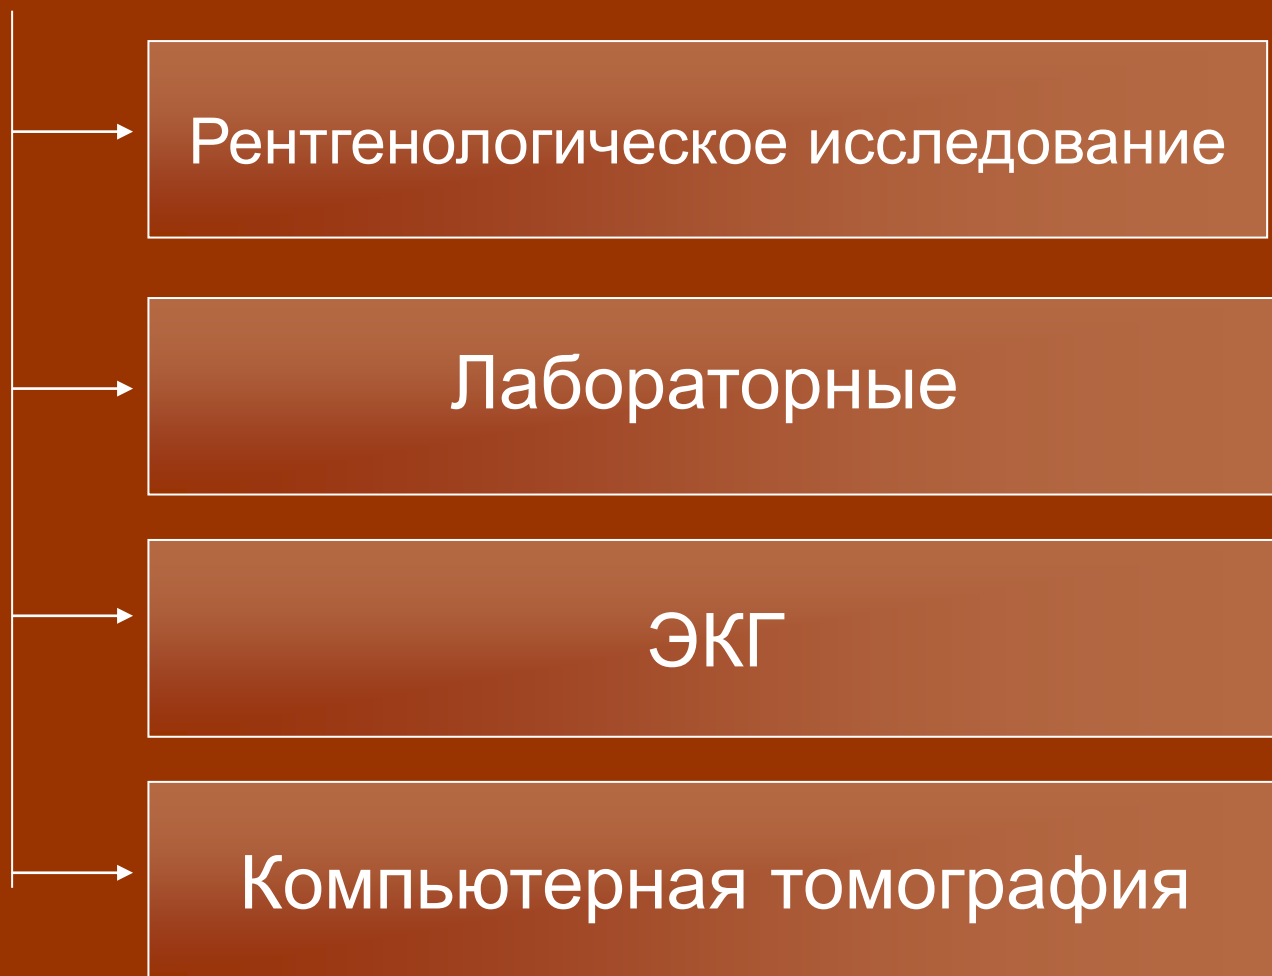 Рентгенологическое исследование
Лабораторные
ЭКГ
Компьютерная томография